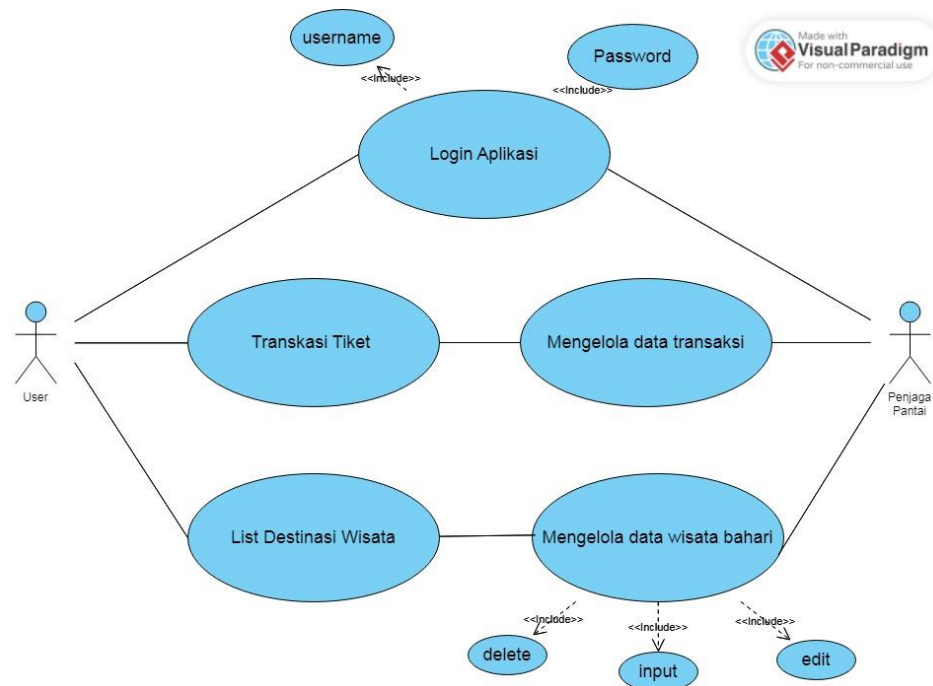 username
Made with
Visual Paradigm
For non-commercial use
Password
<<Include>>
<<Include>>
Login Aplikasi
Transkasi Tiket
Mengelola data transaksi
User
Penjaga
Pantai
List Destinasi Wisata
Mengelola data wisata bahari
<<Include>>
<<Include>>
<<Include>>
delete
input
edit